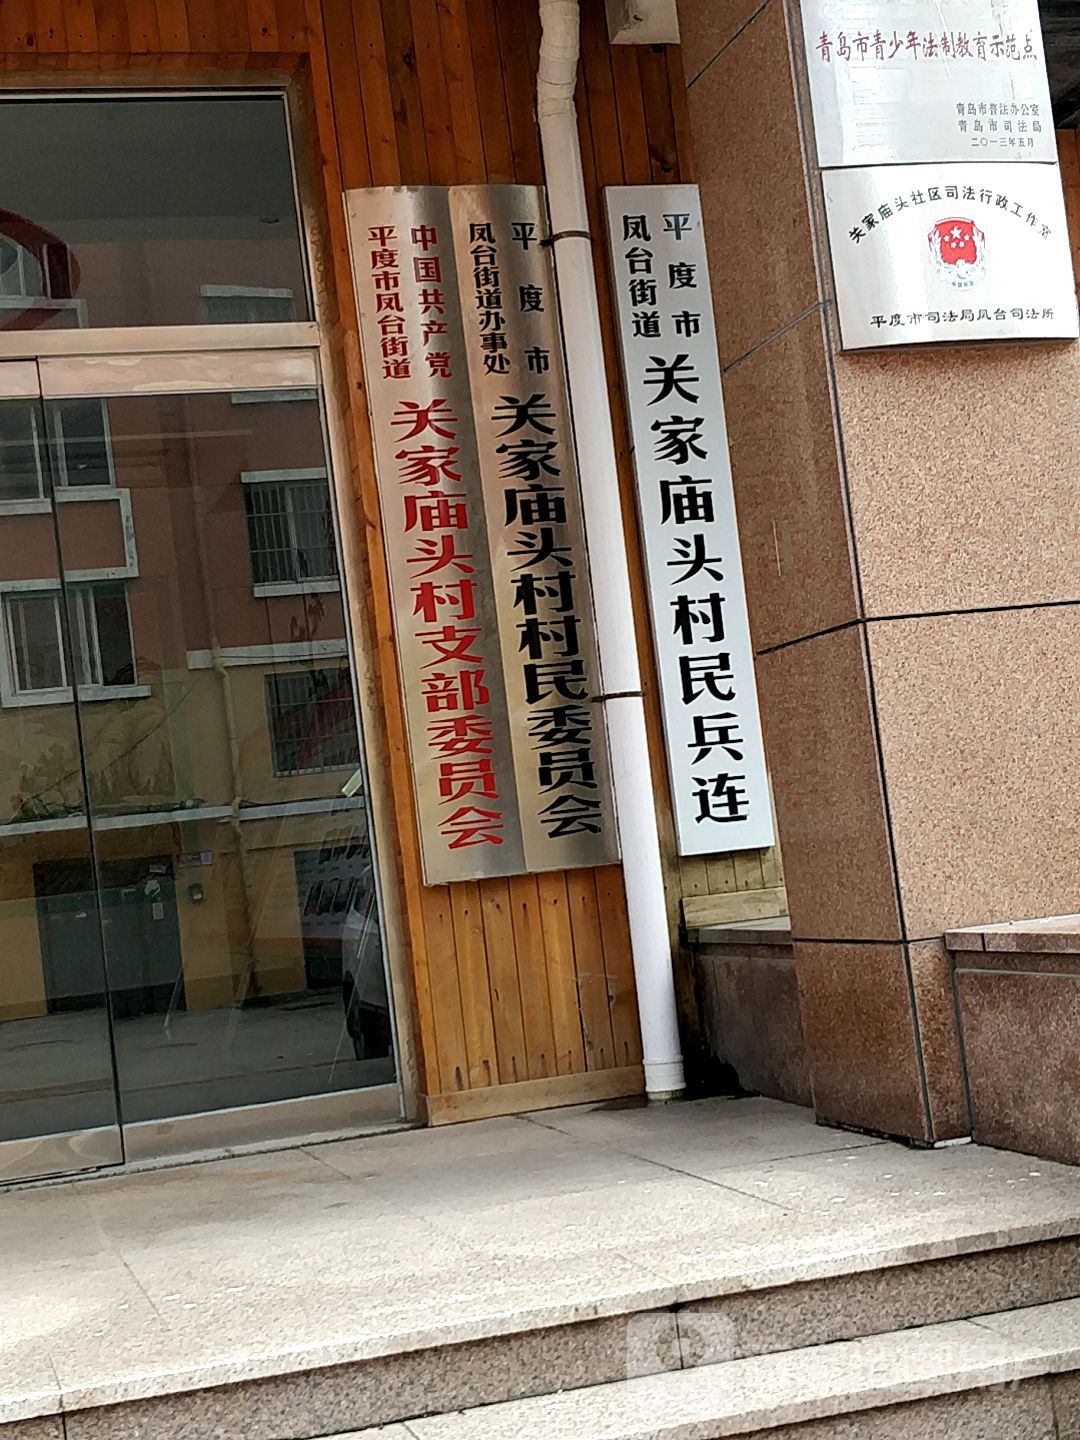 中国共产党
平度市凤台街道
关家庙头村支部委员会
平度市
凤台街道办事处
关家庙头村村民委员会
平度市
凤台街道
关家庙头村民兵连
青岛市青少年法制教育示范点
青岛市普法办公室
青岛市司法局
二〇一三年五月
关家庙头社区司法行政工作室
平度市司法局凤台司法所